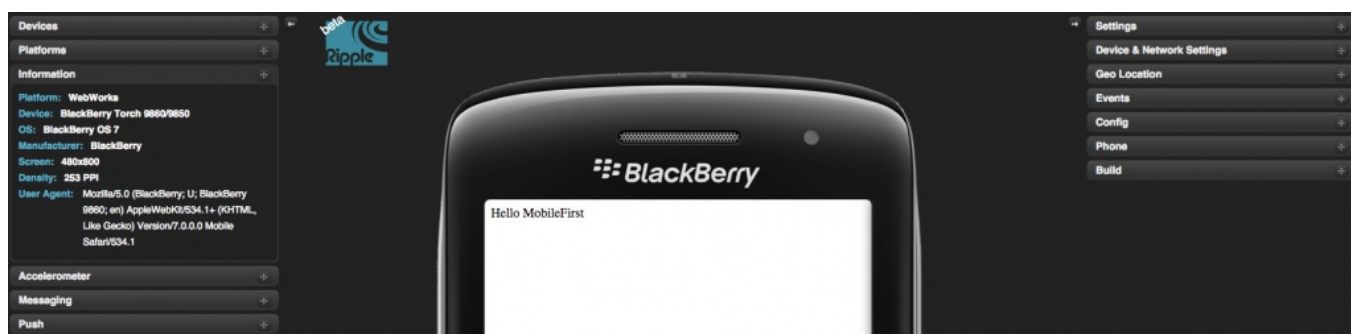 Devices
Platforms
Information
Platform: WebWorks
Device: BlackBerry Torch 9860/9850
OS: BlackBerry OS 7
Manufacturer: BlackBerry
Screen: 480x800
Density: 253 PPI
User Agent: Mozilla/5.0 (BlackBerry; U; BlackBerry
9860; en) AppleWebKit/534.1+ (KHTML,
Like Gecko) Version/7.0.0.0 Mobile
Safari/534.1
Accelerometer
Messaging
Push
beta
Ripple
BlackBerry
Hello MobileFirst
Settings
Device & Network Settings
Geo Location
Events
Config
Phone
Build